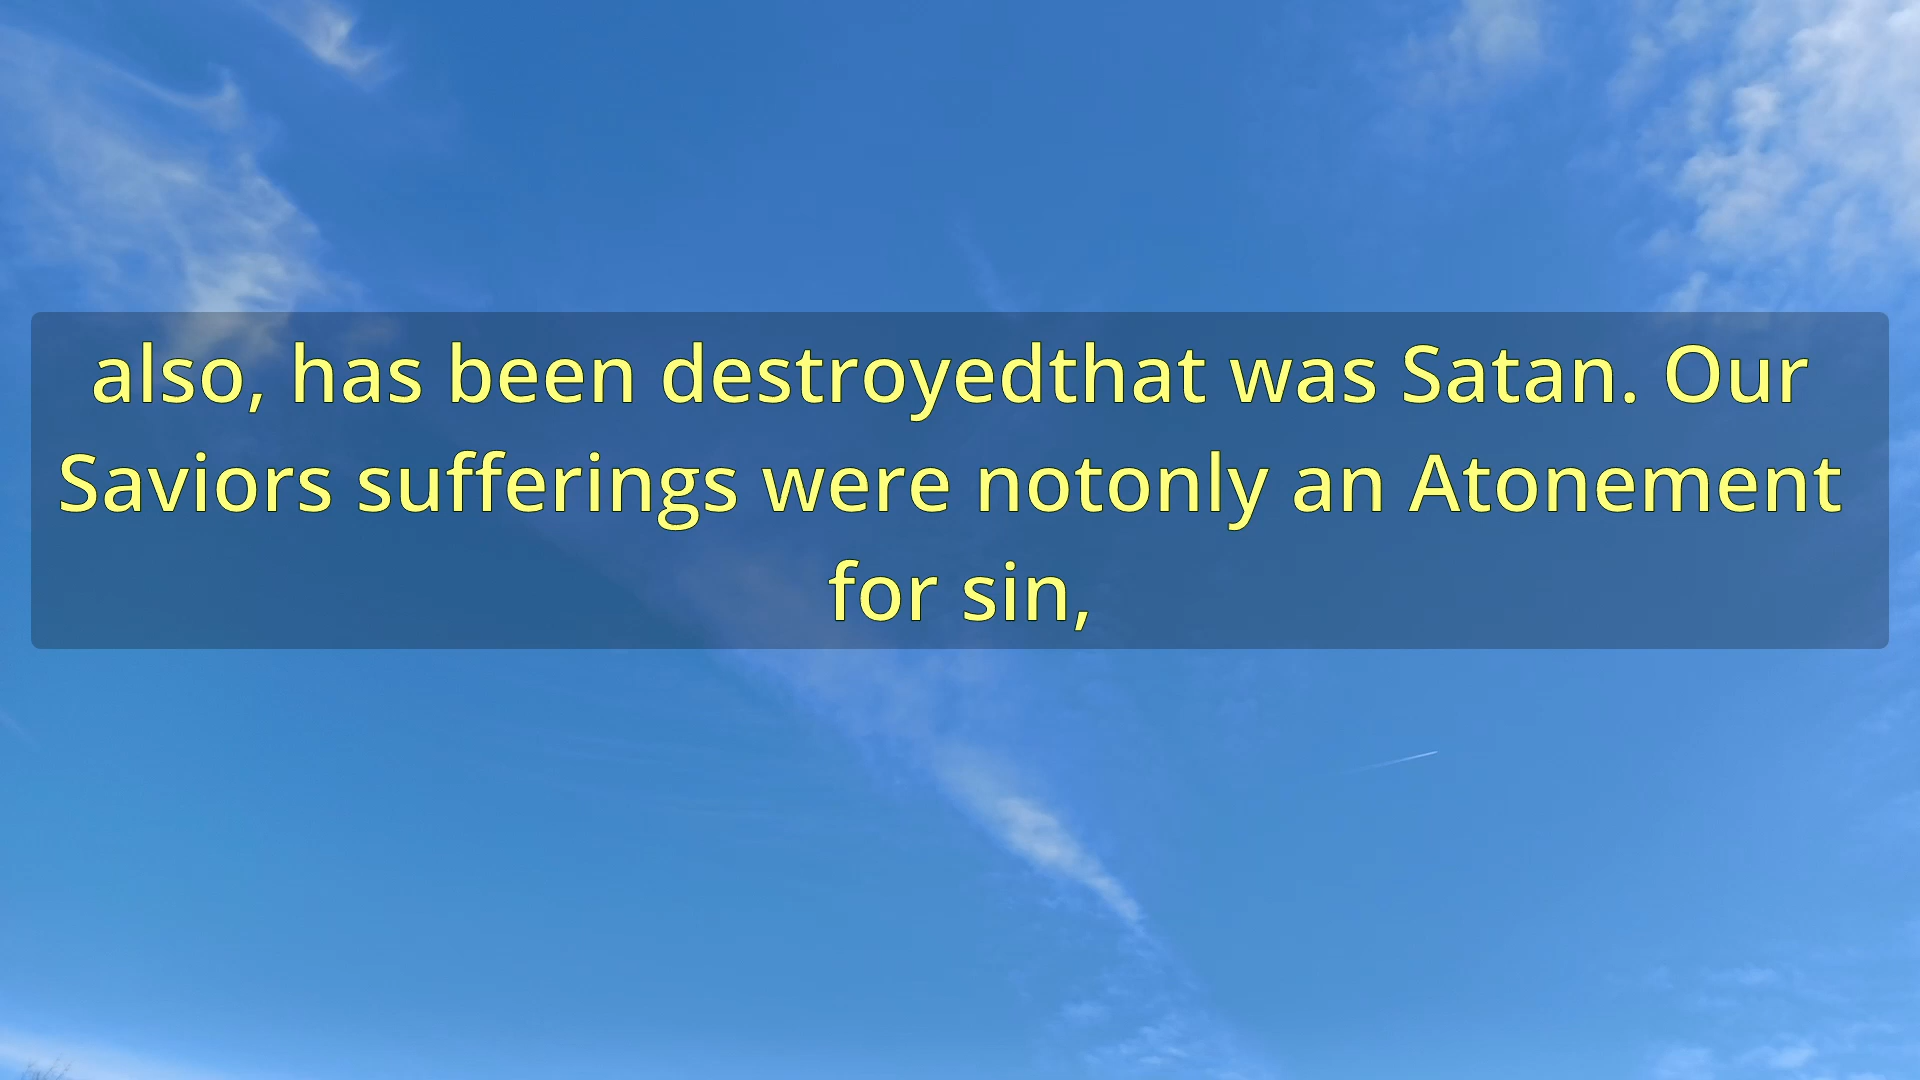 also, has been destroyedthat was Satan. Our
Saviors sufferings were notonly an Atonement
for sin,